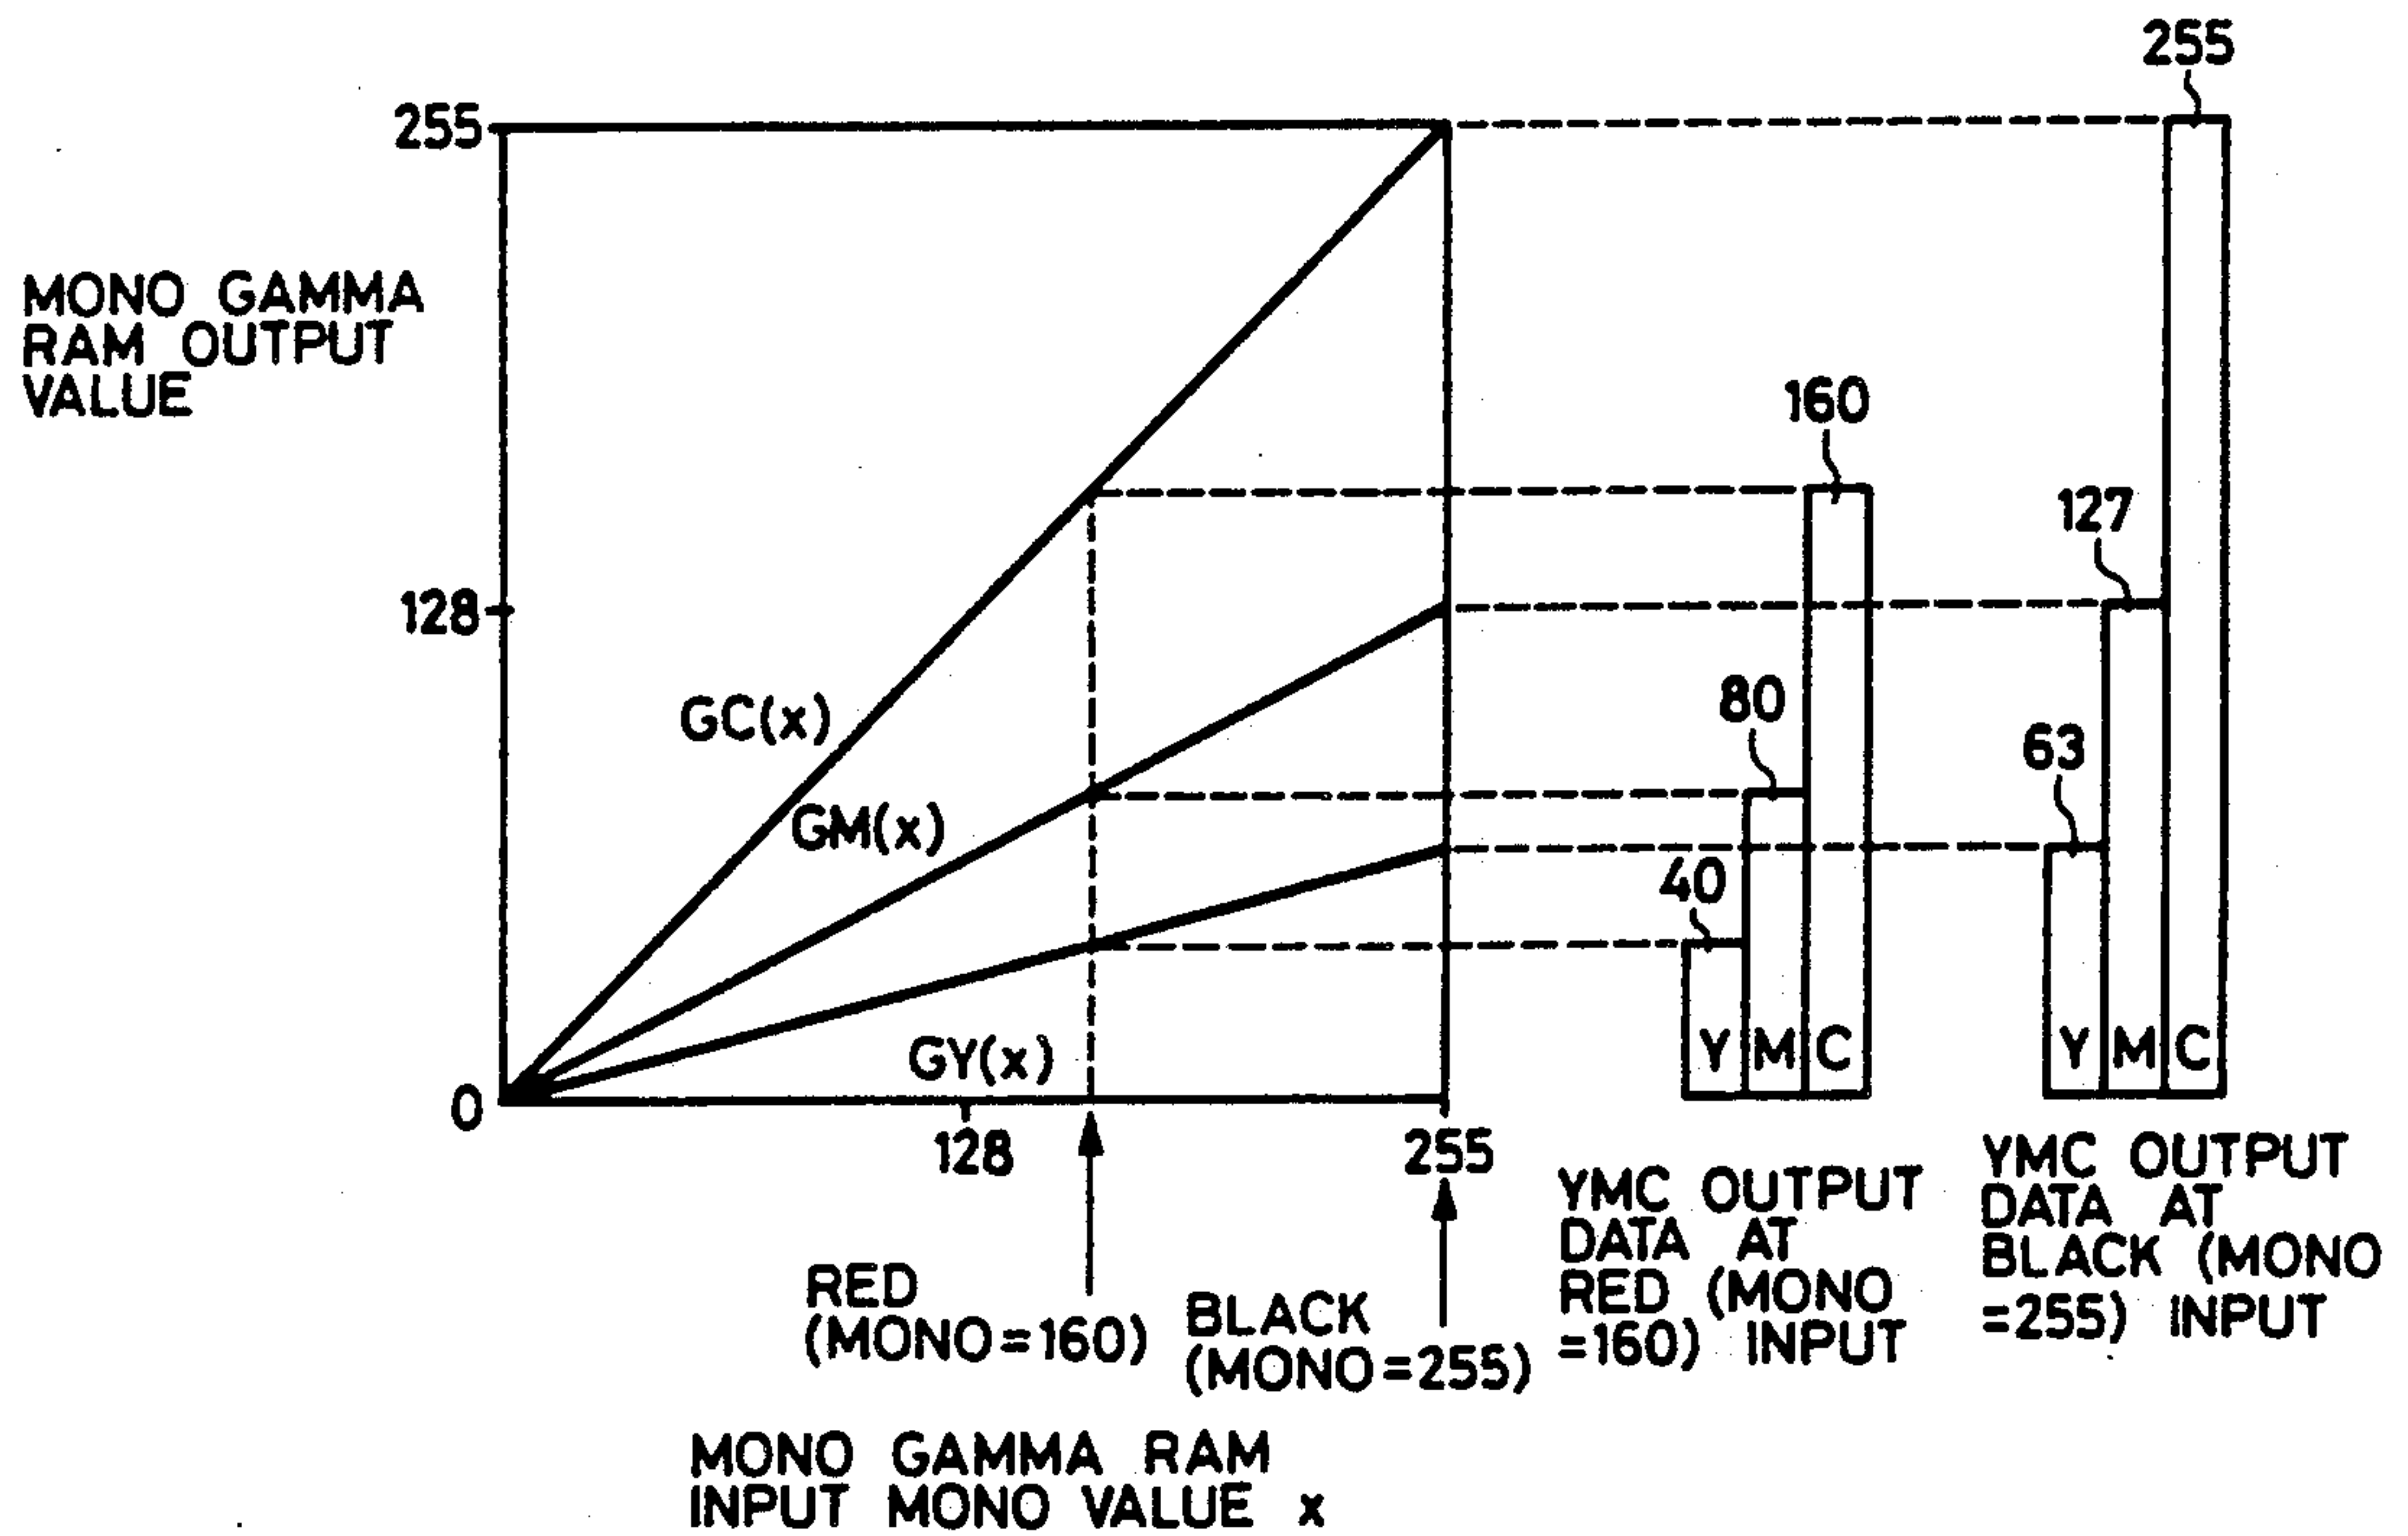 255
255
MONO GAMMA
RAM OUTPUT
VALUE
160
127
128
80
GC(x)
63
GM(x)
40
GY(x)
Y M C
Y M C
0
128
255
RED
(MONO=160)
BLACK
(MONO=255)
YMC OUTPUT
DATA AT
RED (MONO
=160) INPUT
YMC OUTPUT
DATA AT
BLACK (MONO
=255) INPUT
MONO GAMMA RAM
INPUT MONO VALUE x